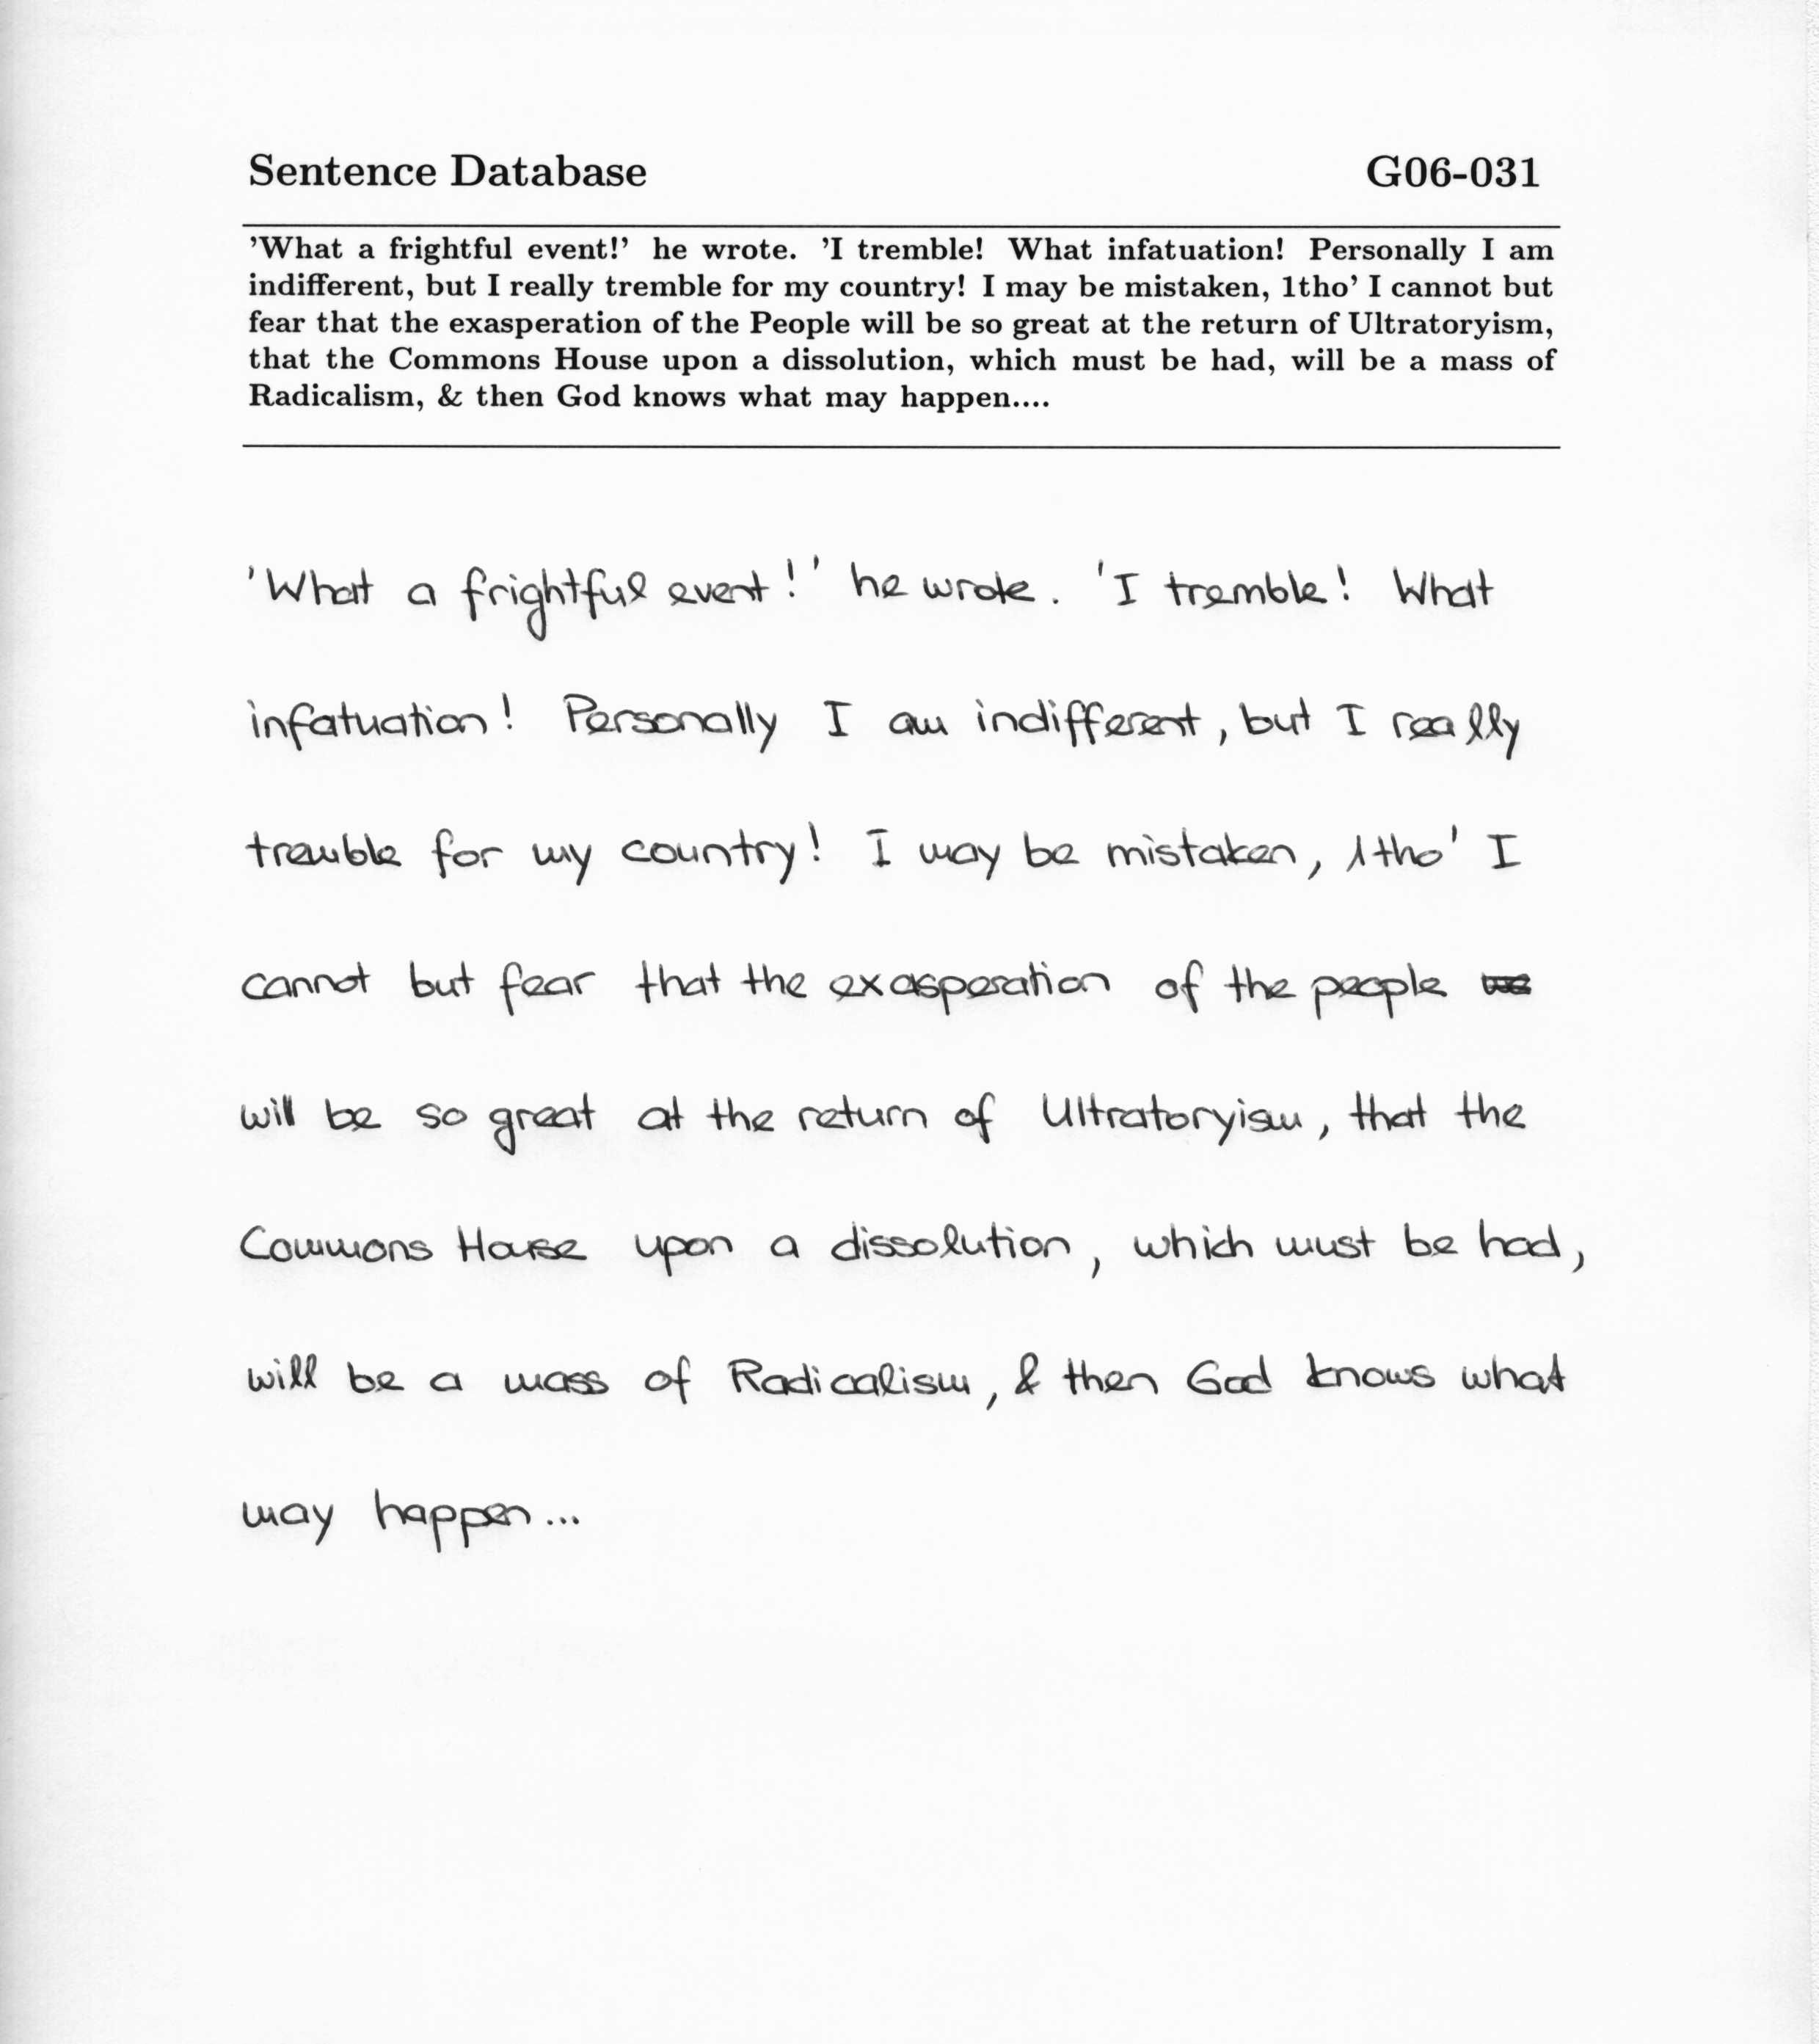 Sentence Database G06-031
'What a frightful event!' he wrote. 'I tremble! What infatuation! Personally I am
indifferent, but I really tremble for my country! I may be mistaken, 1tho' I cannot but
fear that the exasperation of the People will be so great at the return of Ultratoryism,
that the Commons House upon a dissolution, which must be had, will be a mass of
Radicalism, & then God knows what may happen....
'What a frightful event!' he wrote. 'I tremble! What
infatuation! Personally I am indifferent, but I really
tremble for my country! I may be mistaken, 1tho' I
cannot but fear that the exasperation of the people
will be so great at the return of Ultratoryism, that the
Commons House upon a dissolution, which must be had,
will be a mass of Radicalism, & then God knows what
may happen...